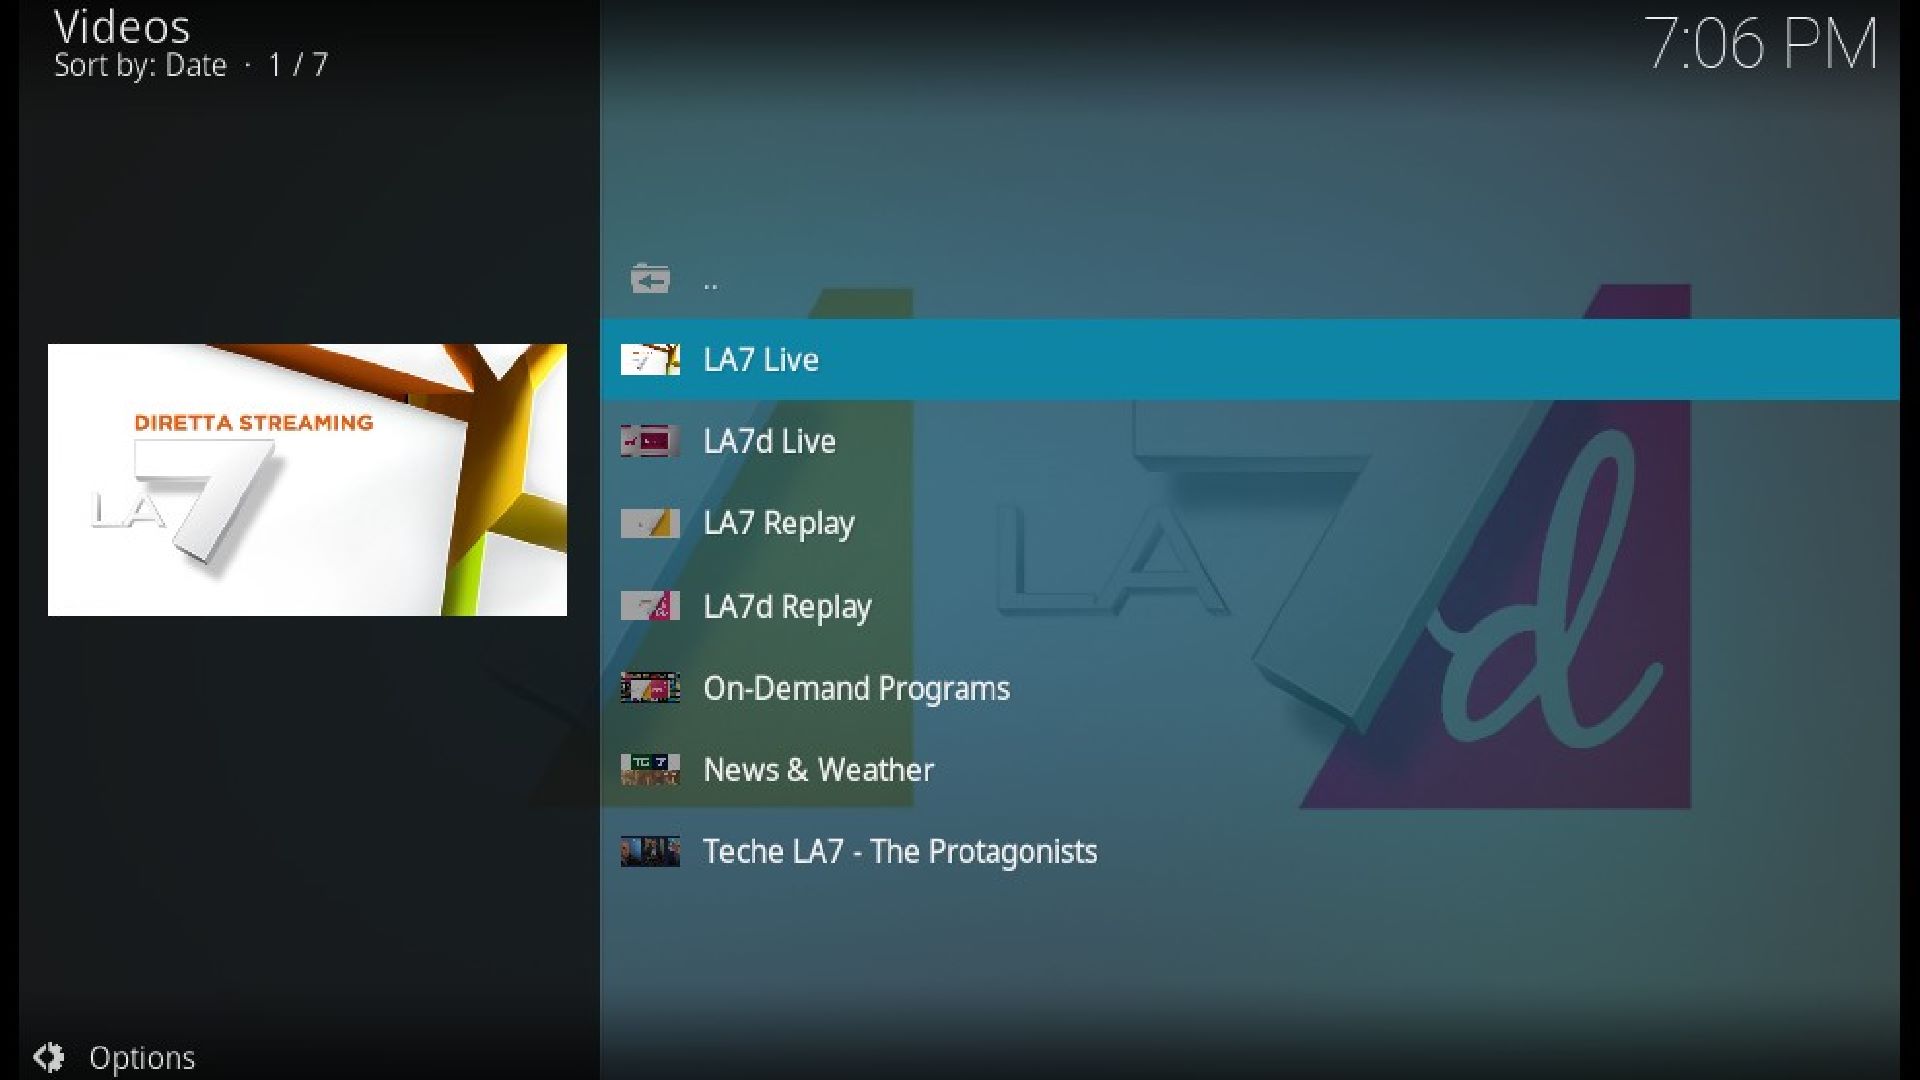 Videos
Sort by: Date · 1 / 7
7:06 PM
..
LA7 Live
LA7d Live
LA7 Replay
LA7d Replay
On-Demand Programs
News & Weather
Teche LA7 - The Protagonists
DIRETTA STREAMING
LA7
LA7d
Options